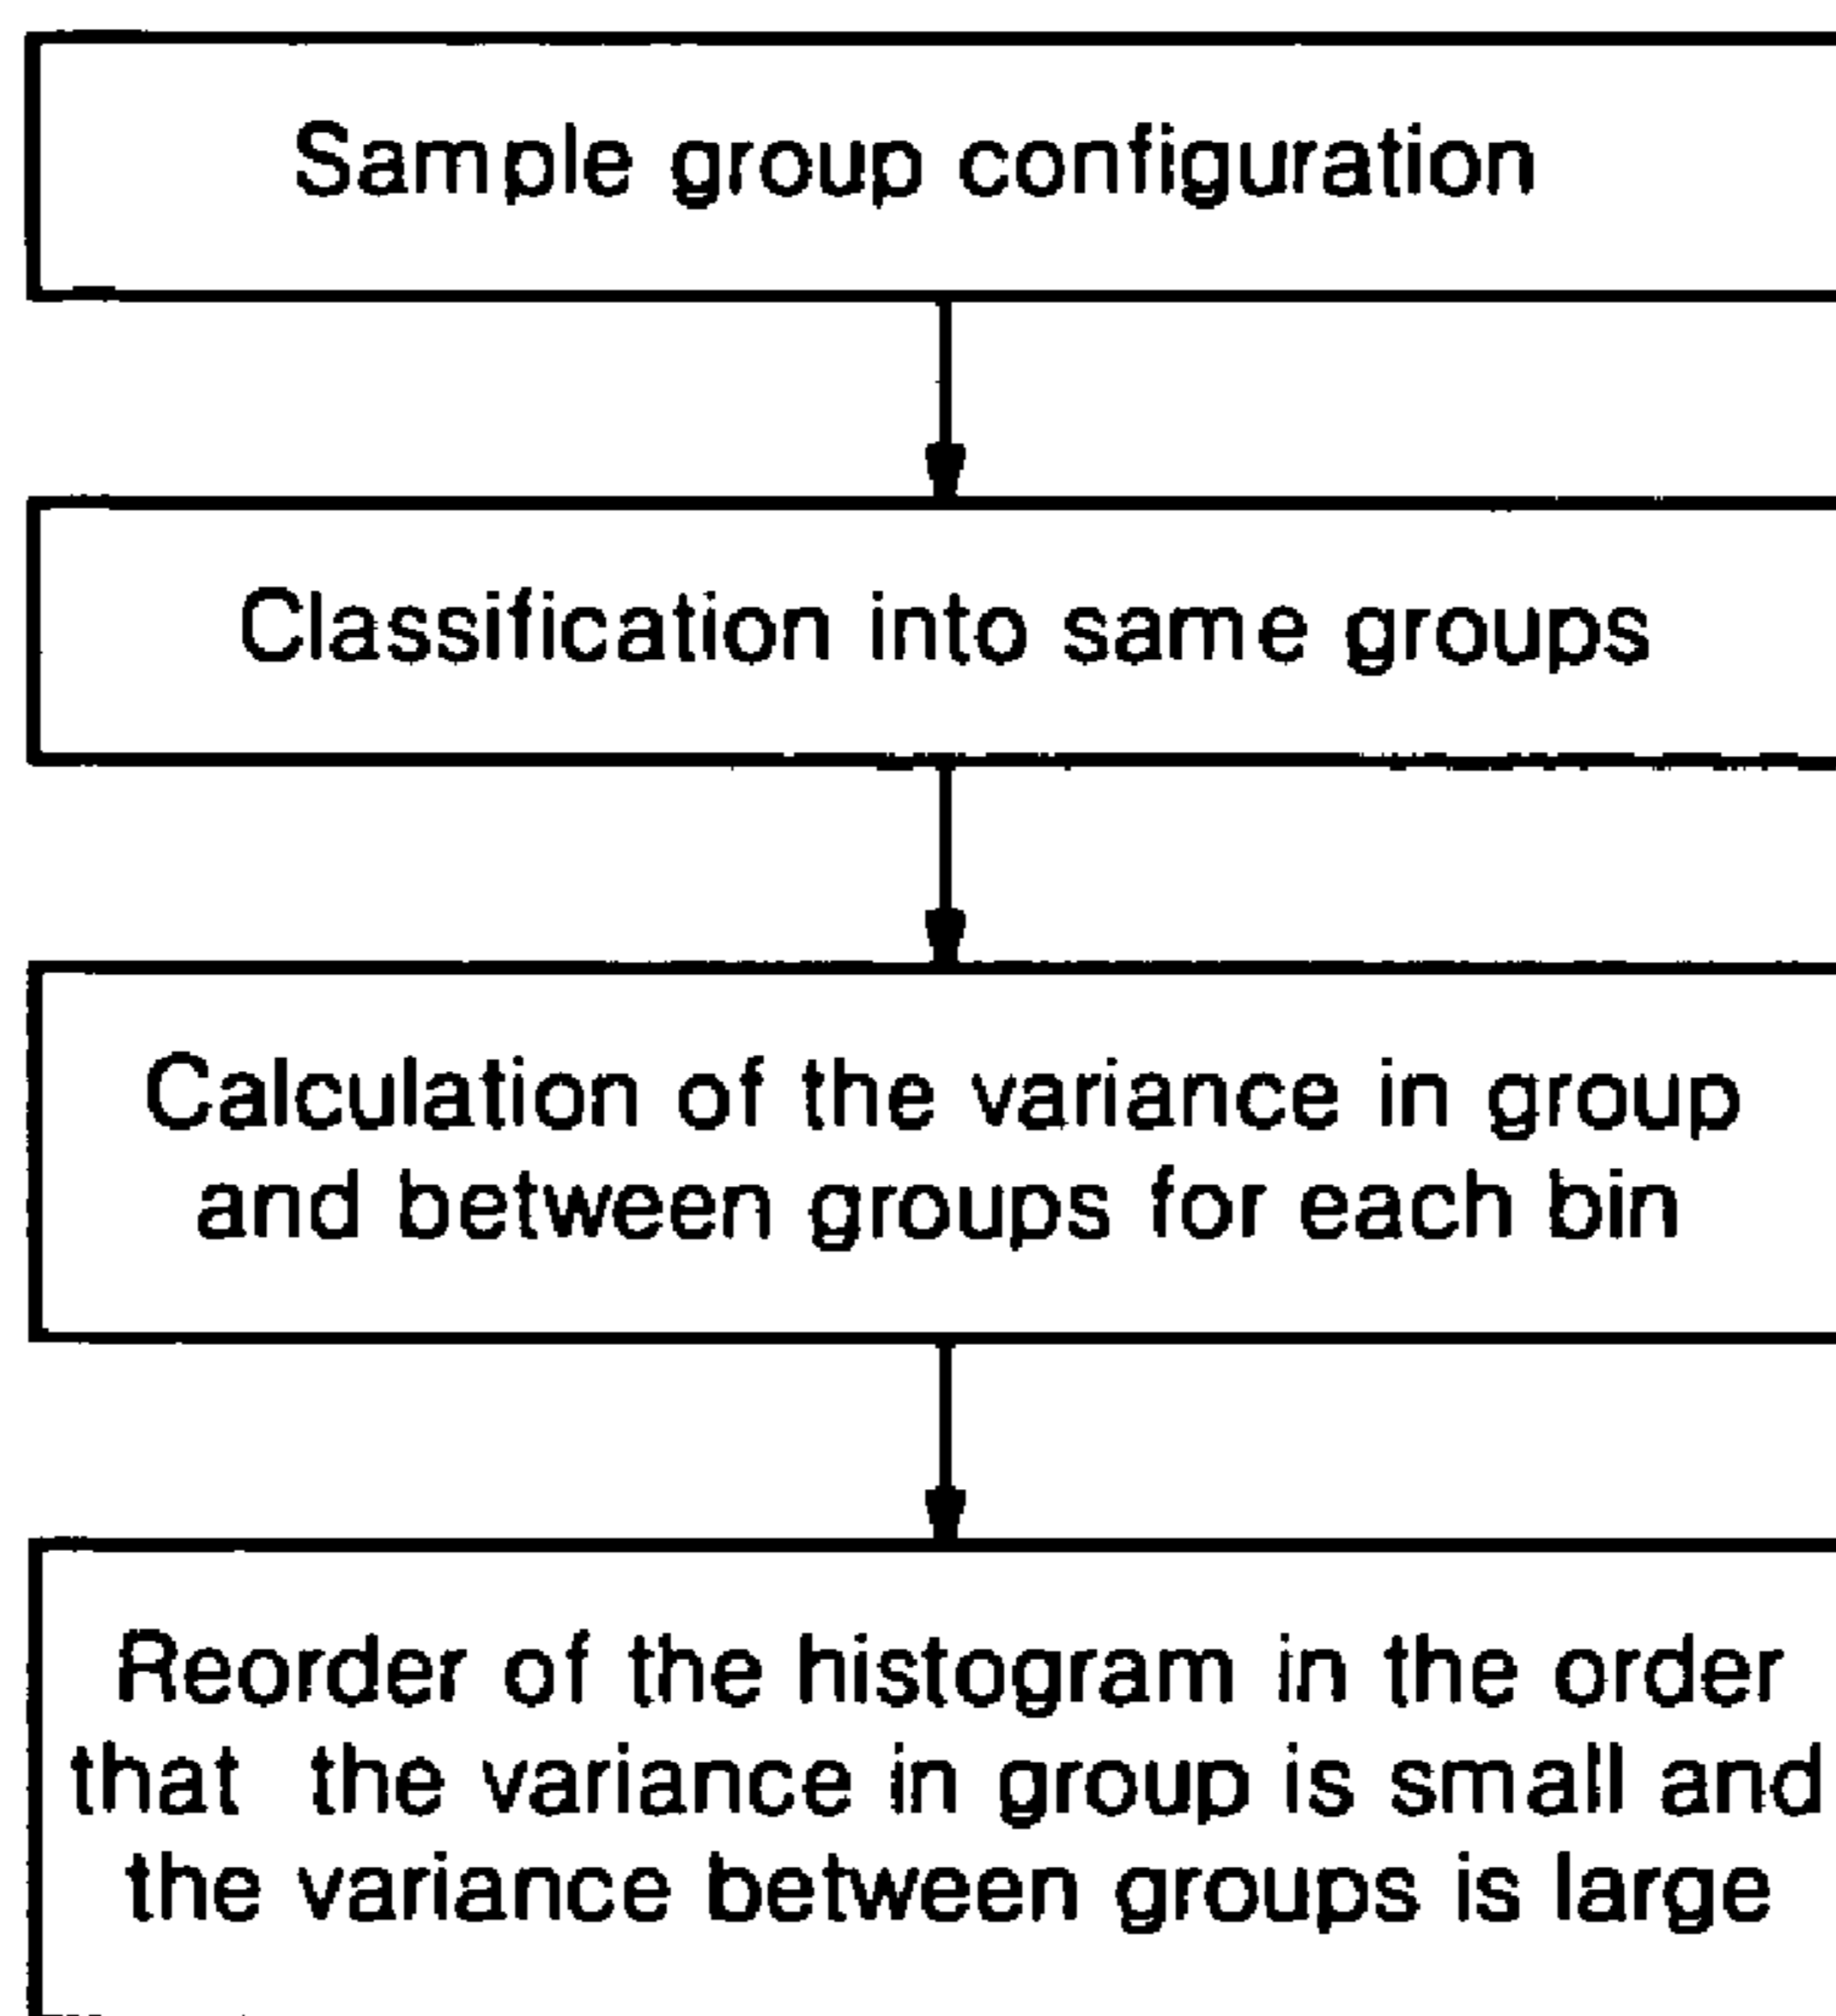 Sample group configuration
Classification into same groups
Calculation of the variance in group
and between groups for each bin
Reorder of the histogram in the order
that the variance in group is small and
the variance between groups is large